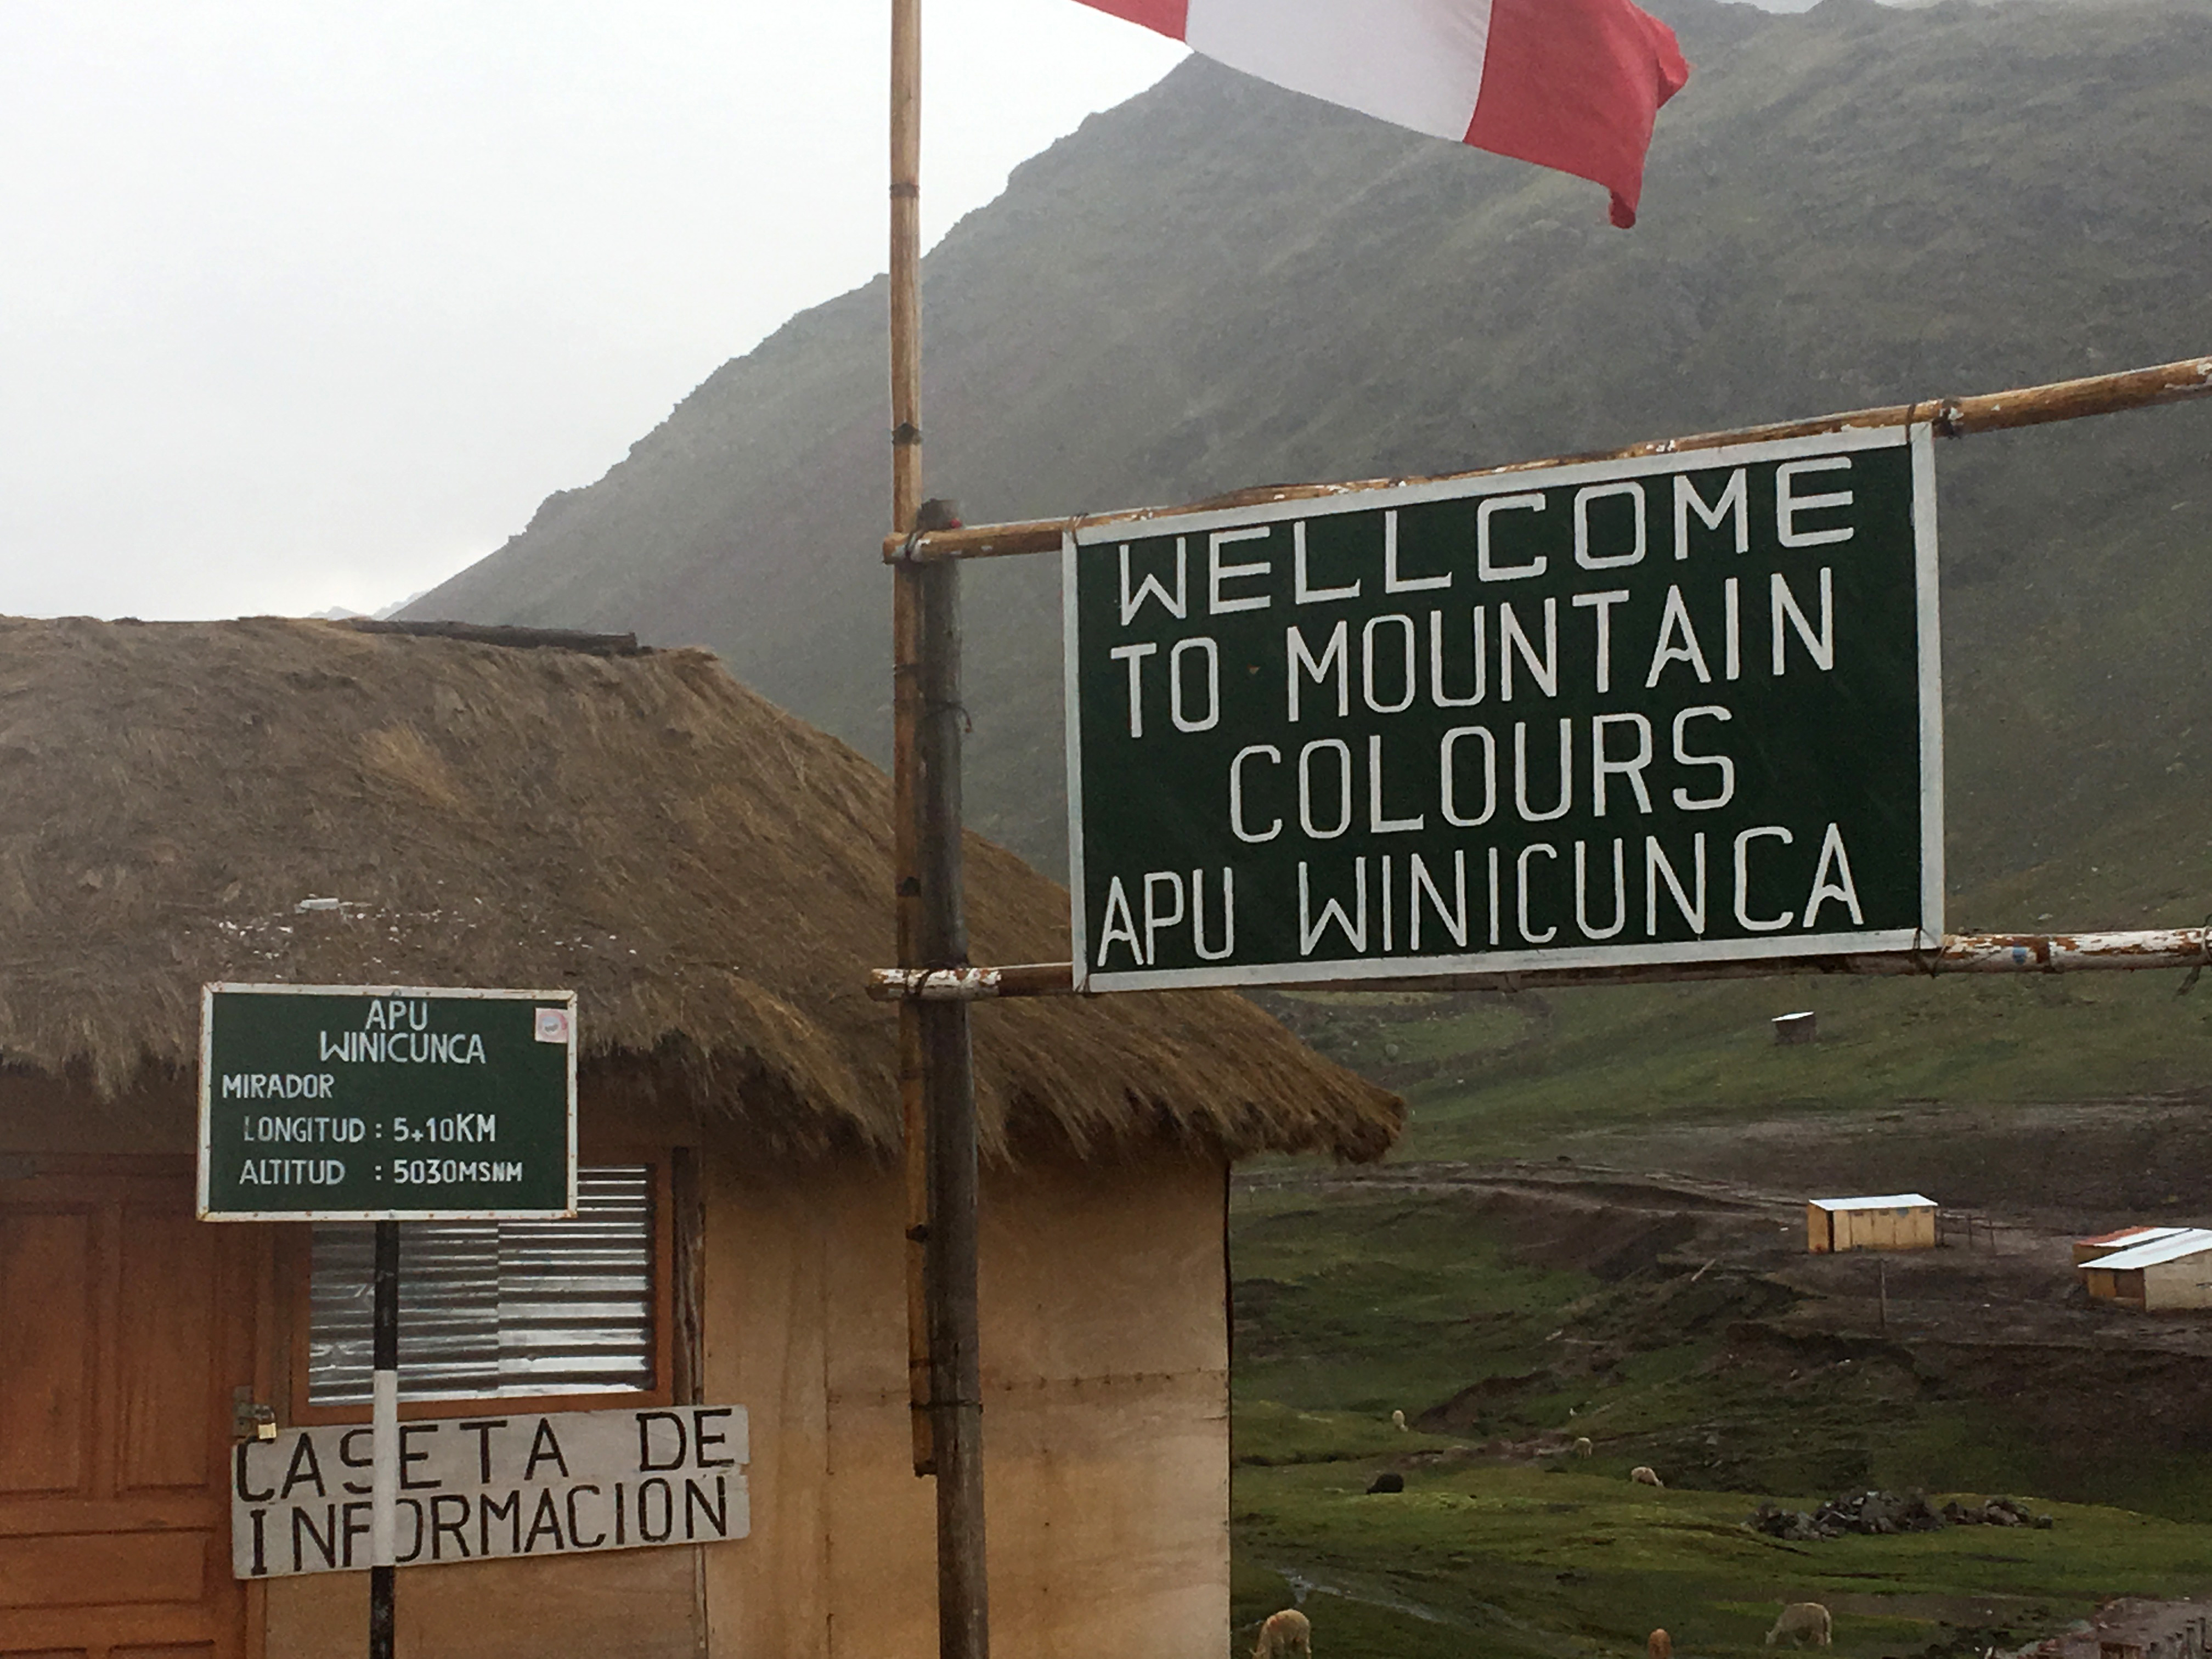 WELLCOME
TO MOUNTAIN
COLOURS
APU WINICUNCA
APU
WINICUNCA
MIRADOR
LONGITUD : 5+10KM
ALTITUD : 5030MSNM
CASETA DE
INFORMACION